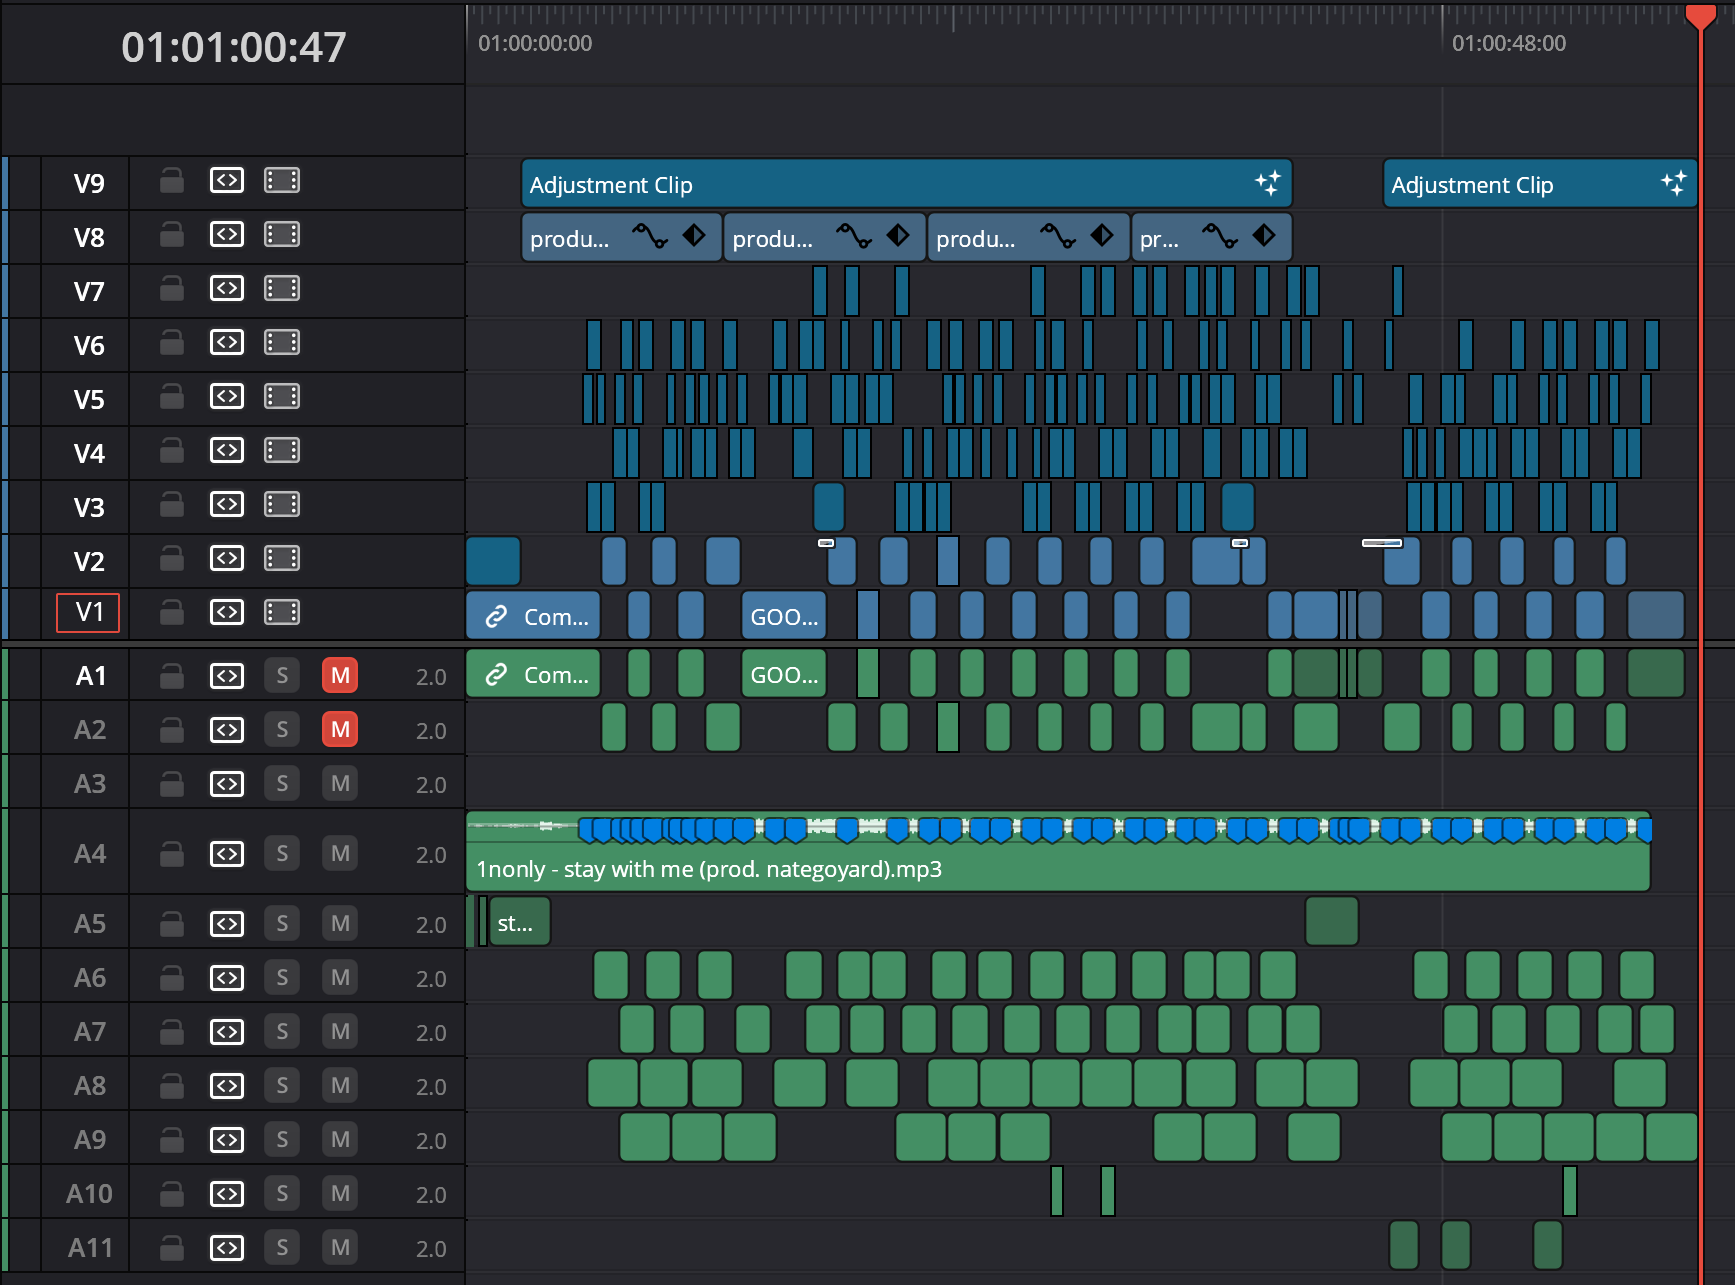 01:01:00:47
01:00:00:00
01:00:48:00
V9
Adjustment Clip
Adjustment Clip
V8
produ...
produ...
produ...
pr...
V7
V6
V5
V4
V3
V2
V1
Com...
GOO...
A1 S M 2.0
Com...
GOO...
A2 S M 2.0
A3 S M 2.0
A4 S M 2.0
1nonly - stay with me (prod. nategoyard).mp3
A5 S M 2.0
st...
A6 S M 2.0
A7 S M 2.0
A8 S M 2.0
A9 S M 2.0
A10 S M 2.0
A11 S M 2.0